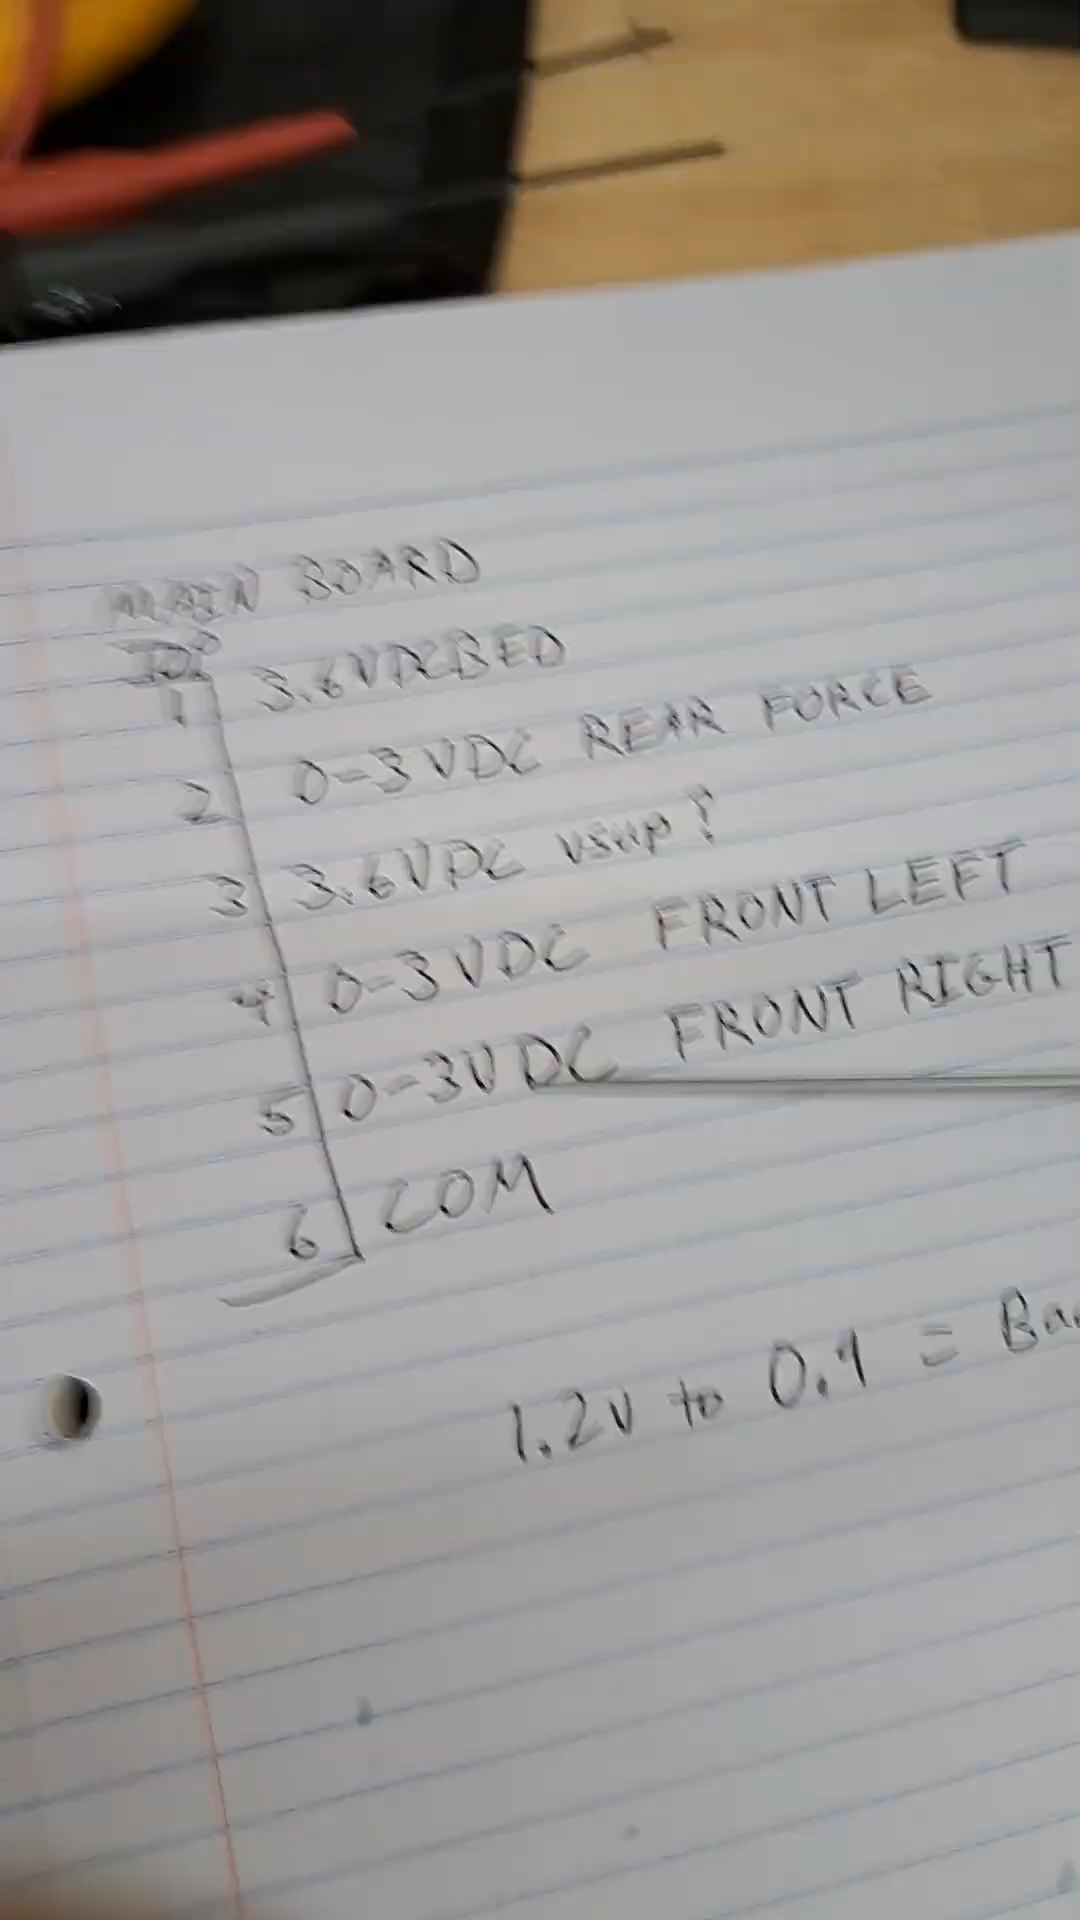 MAIN BOARD
1 3.6VDCBED
2 0-3VDC REAR FORCE
3 3.6VDC vsup?
4 0-3VDC FRONT LEFT
5 0-3VDC FRONT RIGHT
6 COM
1.2v to 0.9 =